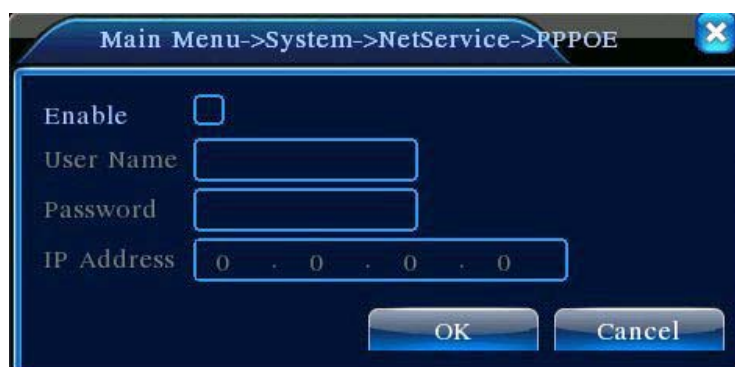 Main Menu->System->NetService->PPPOE
Enable
User Name
Password
IP Address 0 . 0 . 0 . 0
OK Cancel